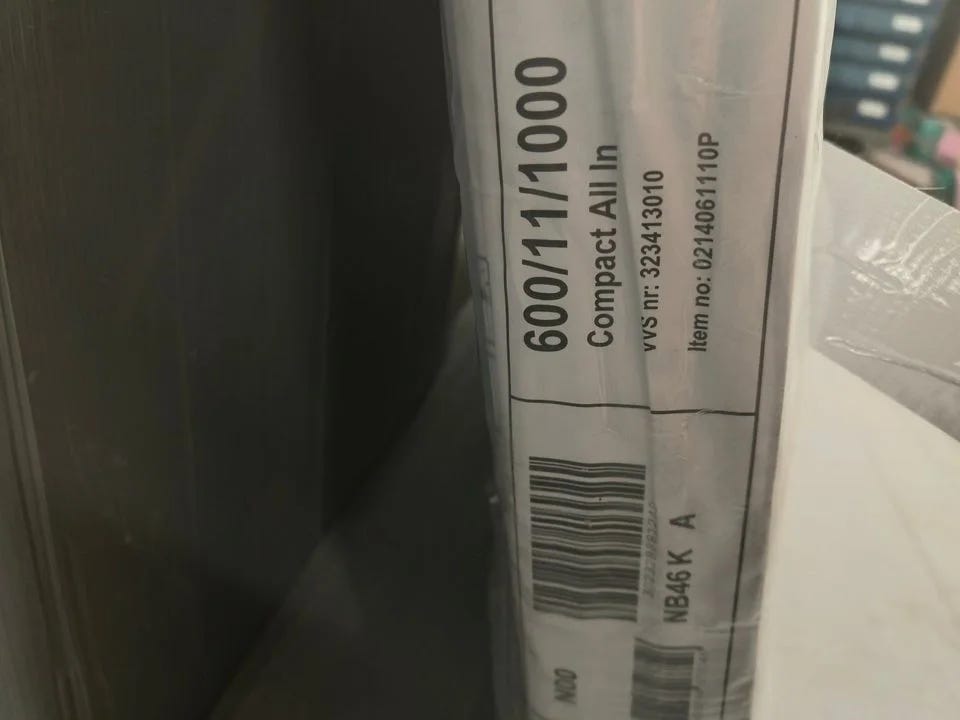 600/11/1000
Compact All In
VVS nr: 323413010
Item no: 0214061110P
NB46 K A